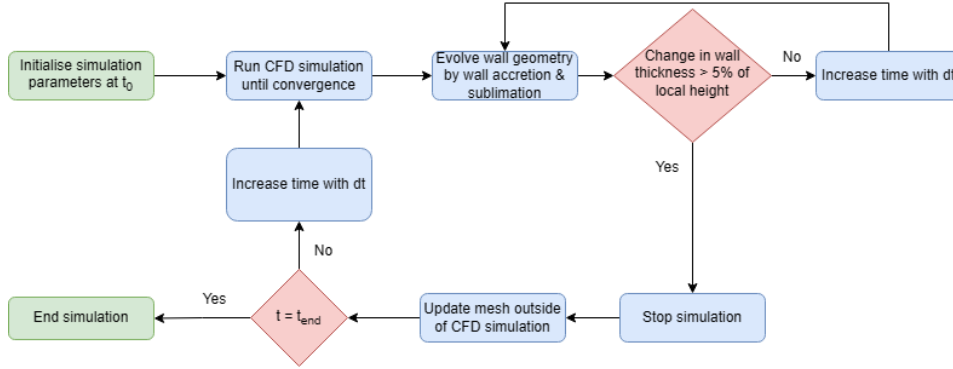 Initialise simulation
parameters at t₀
Run CFD simulation
until convergence
Evolve wall geometry
by wall accretion &
sublimation
Change in wall
thickness > 5% of
local height
No
Increase time with dt
Yes
Increase time with dt
No
End simulation
Yes
t = t_end
Update mesh outside
of CFD simulation
Stop simulation